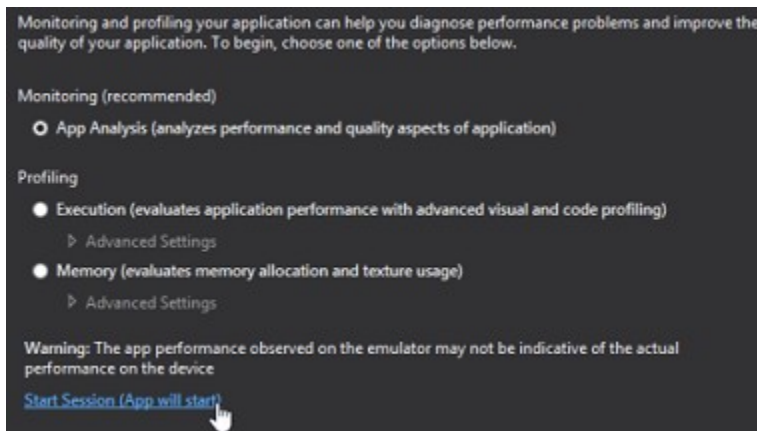 Monitoring and profiling your application can help you diagnose performance problems and improve the
quality of your application. To begin, choose one of the options below.
Monitoring (recommended)
App Analysis (analyzes performance and quality aspects of application)
Profiling
Execution (evaluates application performance with advanced visual and code profiling)
Advanced Settings
Memory (evaluates memory allocation and texture usage)
Advanced Settings
Warning: The app performance observed on the emulator may not be indicative of the actual
performance on the device
Start Session (App will start)